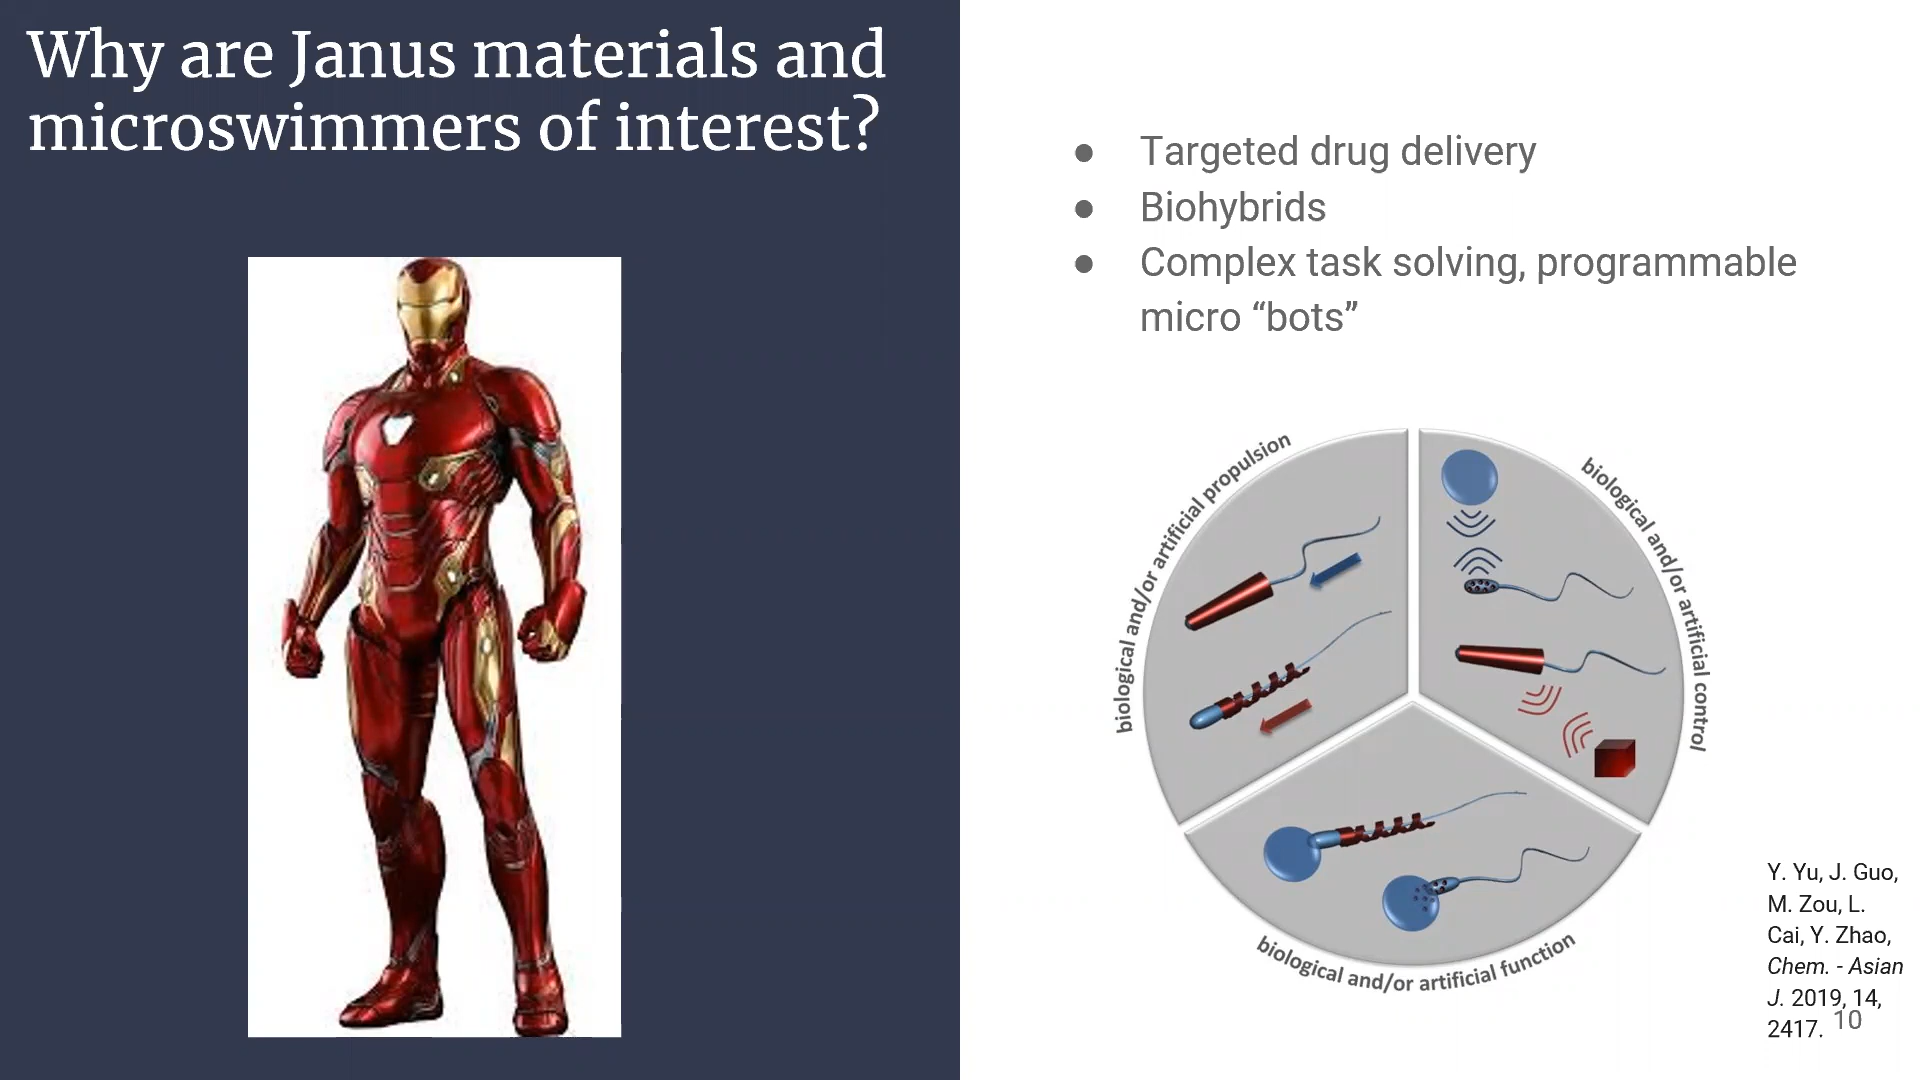 Why are Janus materials and
microswimmers of interest?
● Targeted drug delivery
● Biohybrids
● Complex task solving, programmable
micro “bots”
biological and/or artificial propulsion
biological and/or artificial control
biological and/or artificial function
Y. Yu, J. Guo,
M. Zou, L.
Cai, Y. Zhao,
Chem. - Asian
J. 2019, 14,
2417.
10